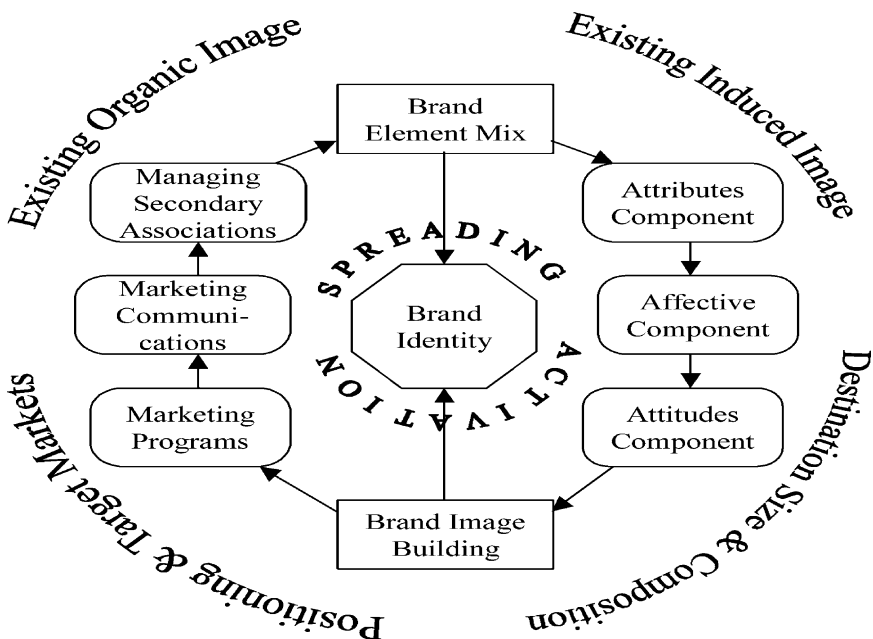 Existing Organic Image
Existing Induced Image
Brand
Element Mix
Managing
Secondary
Associations
Attributes
Component
SPREADING
ACTIVATION
Marketing
Communi-
cations
Brand
Identity
Affective
Component
Marketing
Programs
Attitudes
Component
Brand Image
Building
Positioning & Target Markets
Destination Size & Composition